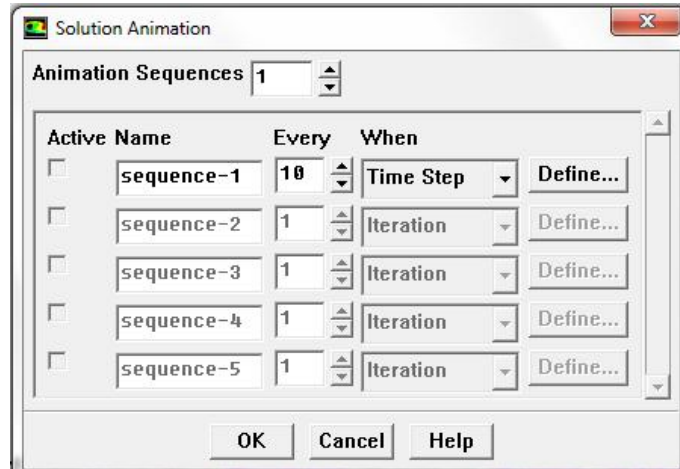 Solution Animation
Animation Sequences 1
Active Name Every When
sequence-1 10 Time Step Define...
sequence-2 1 Iteration Define...
sequence-3 1 Iteration Define...
sequence-4 1 Iteration Define...
sequence-5 1 Iteration Define...
OK Cancel Help